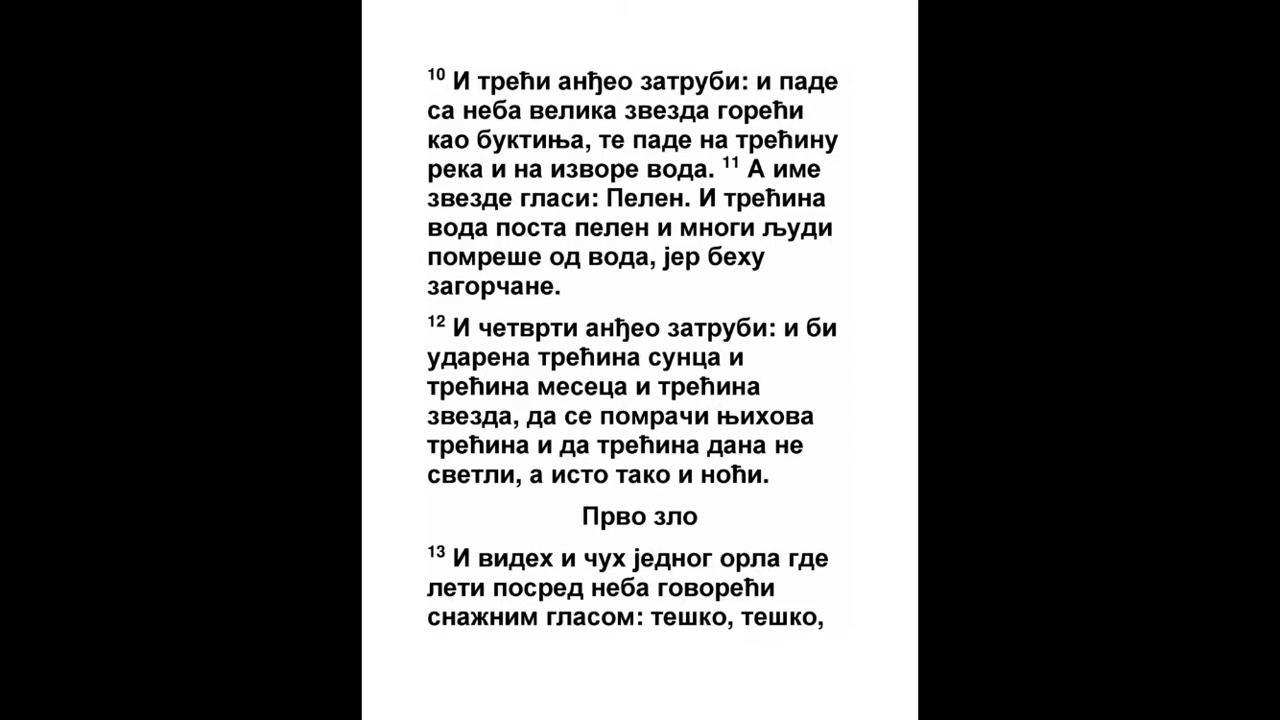 10 И трећи анђео затруби: и паде
са неба велика звезда горећи
као буктиња, те паде на трећину
река и на изворе вода. 11 А име
звезде гласи: Пелен. И трећина
вода поста пелен и многи људи
помреше од вода, јер беху
загорчане.
12 И четврти анђео затруби: и би
ударена трећина сунца и
трећина месеца и трећина
звезда, да се помрачи њихова
трећина и да трећина дана не
светли, а исто тако и ноћи.
Прво зло
13 И видех и чух једног орла где
лети посред неба говорећи
снажним гласом: тешко, тешко,